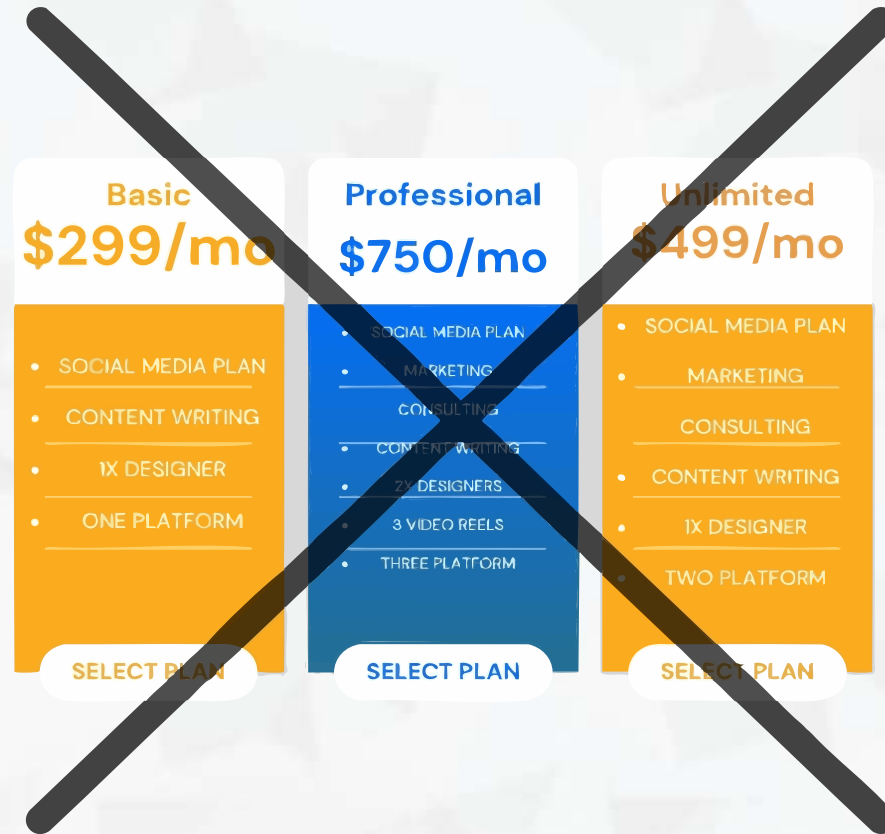 Basic
$299/mo
SOCIAL MEDIA PLAN
CONTENT WRITING
1X DESIGNER
ONE PLATFORM
SELECT PLAN
Professional
$750/mo
SOCIAL MEDIA PLAN
MARKETING
CONSULTING
CONTENT WRITING
2X DESIGNERS
3 VIDEO REELS
THREE PLATFORM
SELECT PLAN
Unlimited
$499/mo
SOCIAL MEDIA PLAN
MARKETING
CONSULTING
CONTENT WRITING
1X DESIGNER
TWO PLATFORM
SELECT PLAN